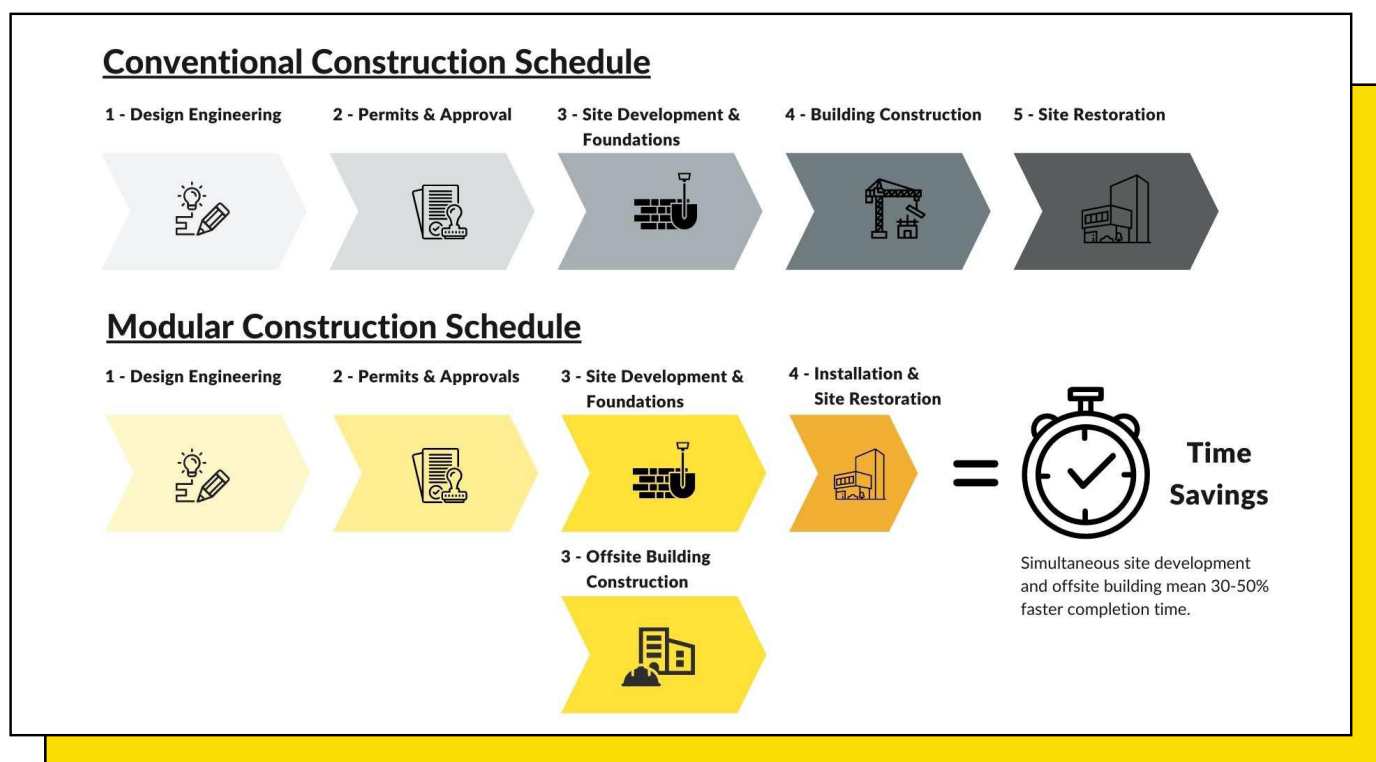 Conventional Construction Schedule
1 - Design Engineering
2 - Permits & Approval
3 - Site Development &
Foundations
4 - Building Construction
5 - Site Restoration
Modular Construction Schedule
1 - Design Engineering
2 - Permits & Approvals
3 - Site Development &
Foundations
4 - Installation &
Site Restoration
3 - Offsite Building
Construction
=
Time
Savings
Simultaneous site development
and offsite building mean 30-50%
faster completion time.